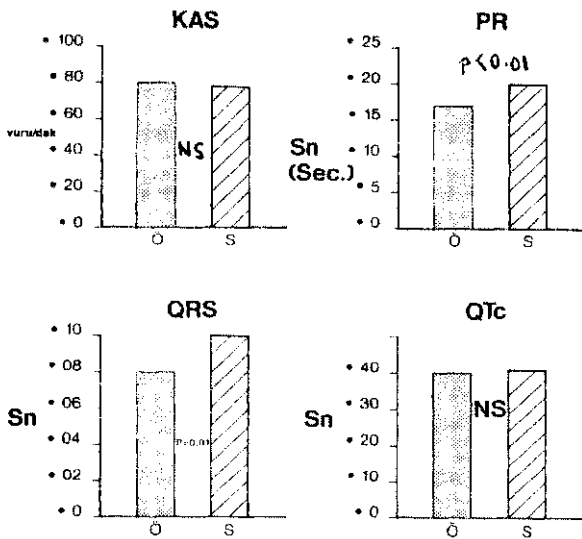 KAS
• 100
• 80
• 60
vuru/dak
• 40
• 20
• 0
NS
Ö S
PR
• 25
• 20
• 15
• 10
• 5
• 0
Sn
(Sec.)
P<0.01
Ö S
QRS
• 10
• 08
• 06
• 04
• 02
• 0
Sn
Ö S
QTc
• 40
• 30
• 20
• 10
• 0
Sn
NS
Ö S